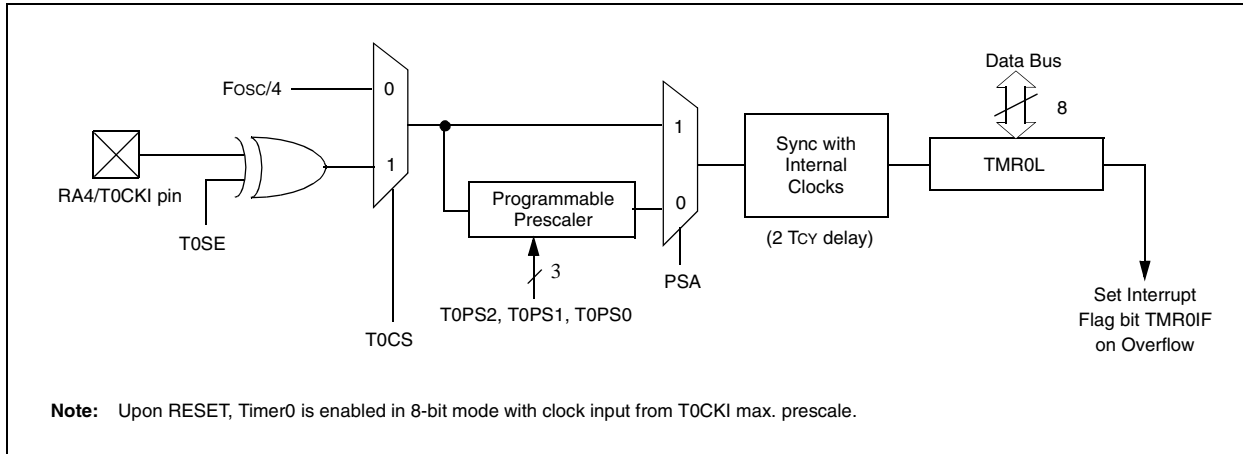 Data Bus
8
FOSC/4
0
1
RA4/T0CKI pin
T0SE
T0CS
Programmable
Prescaler
3
T0PS2, T0PS1, T0PS0
1
0
PSA
Sync with
Internal
Clocks
(2 TCY delay)
TMR0L
Set Interrupt
Flag bit TMR0IF
on Overflow
Note: Upon RESET, Timer0 is enabled in 8-bit mode with clock input from T0CKI max. prescale.